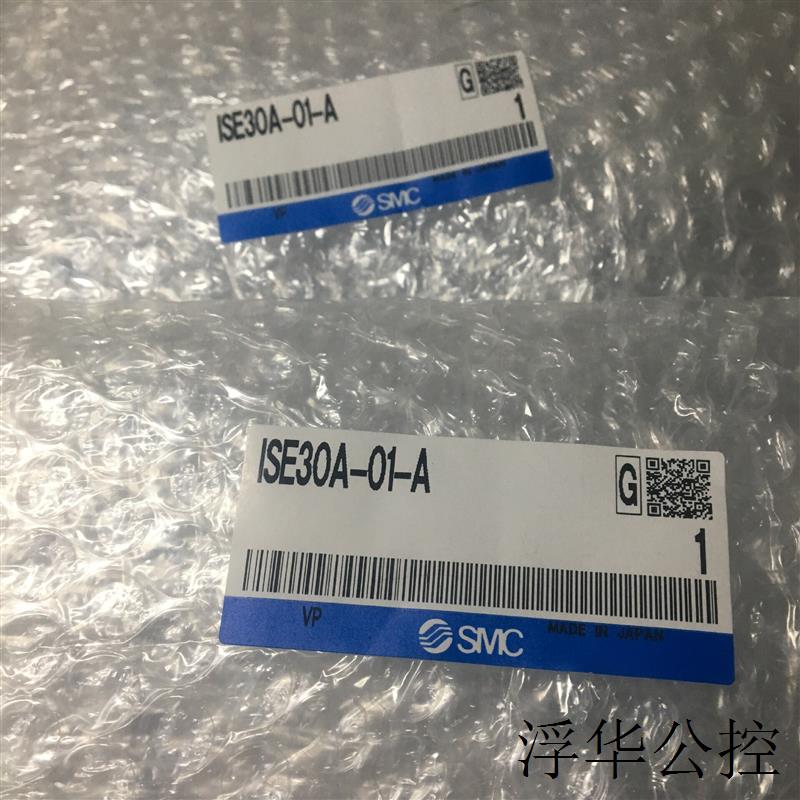 ISE30A-01-A
G
1
MADE IN JAPAN
VP
SMC
ISE30A-01-A
G
1
VP
SMC
MADE IN JAPAN
浮华公控